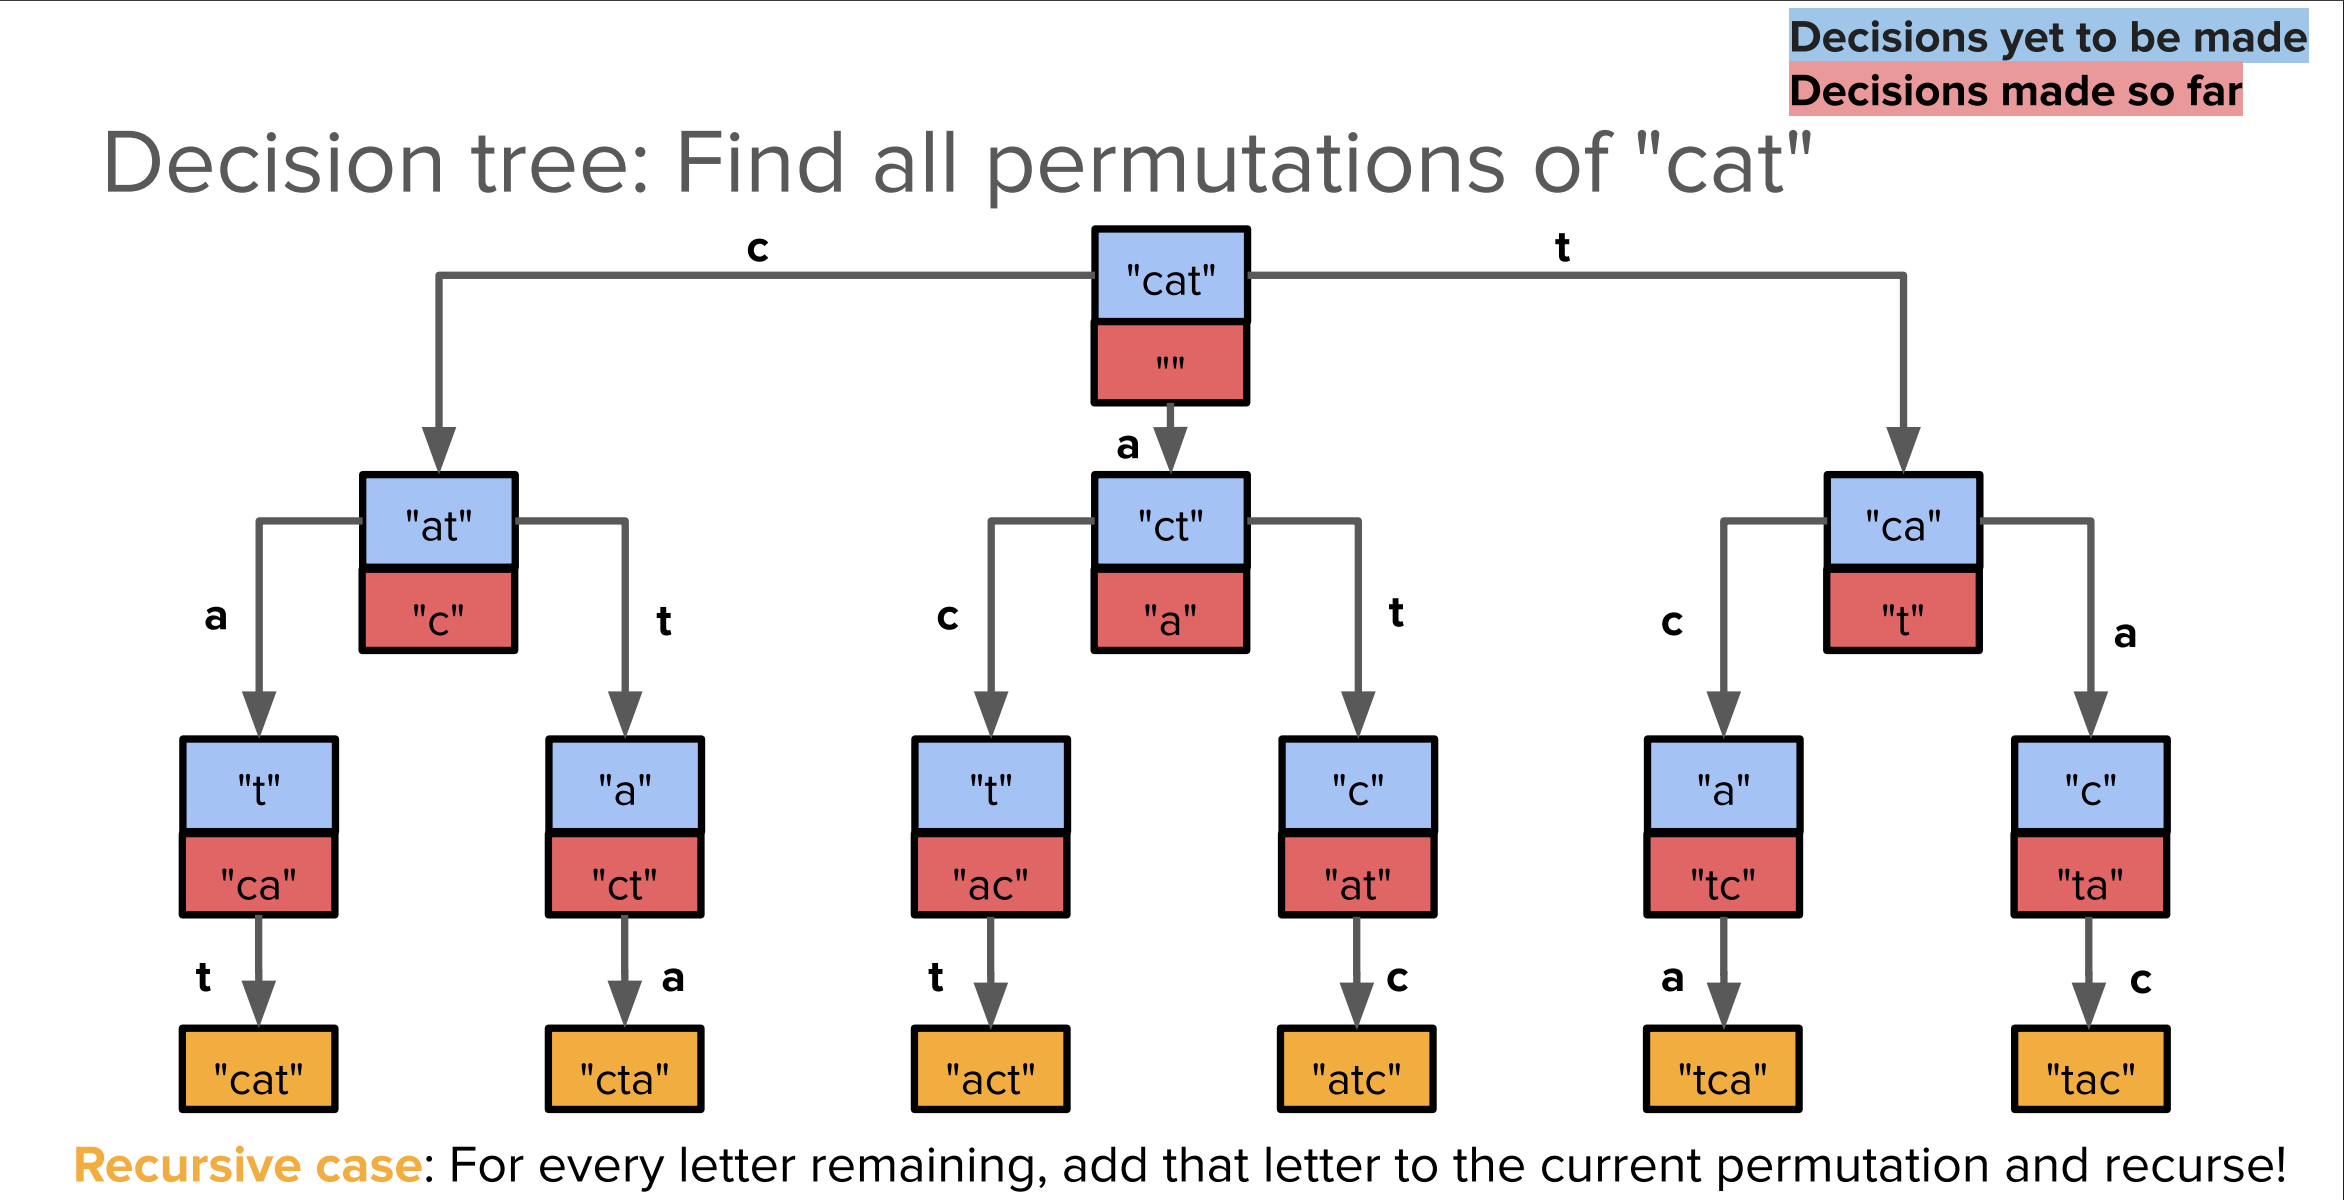 Decisions yet to be made
Decisions made so far
Decision tree: Find all permutations of "cat"
c
t
"cat"
""
a
"at"
"ct"
"ca"
"c"
"a"
"t"
a
t
c
t
c
a
"t"
"a"
"t"
"c"
"a"
"c"
"ca"
"ct"
"ac"
"at"
"tc"
"ta"
t
a
t
c
a
c
"cat"
"cta"
"act"
"atc"
"tca"
"tac"
Recursive case: For every letter remaining, add that letter to the current permutation and recurse!